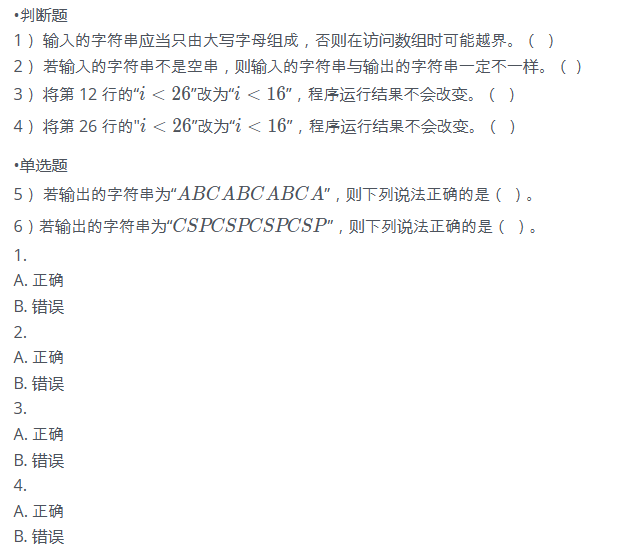 •判断题
1 ）输入的字符串应当只由大写字母组成，否则在访问数组时可能越界。（ ）
2 ）若输入的字符串不是空串，则输入的字符串与输出的字符串一定不一样。（ ）
3 ）将第 12 行的“i < 26”改为“i < 16”，程序运行结果不会改变。（ ）
4 ）将第 26 行的"i < 26”改为“i < 16”，程序运行结果不会改变。（ ）
•单选题
5 ）若输出的字符串为“ABCABCABCA”，则下列说法正确的是（ ）。
6 ）若输出的字符串为“CSPCSPCSPCSP”，则下列说法正确的是（ ）。
1.
A. 正确
B. 错误
2.
A. 正确
B. 错误
3.
A. 正确
B. 错误
4.
A. 正确
B. 错误